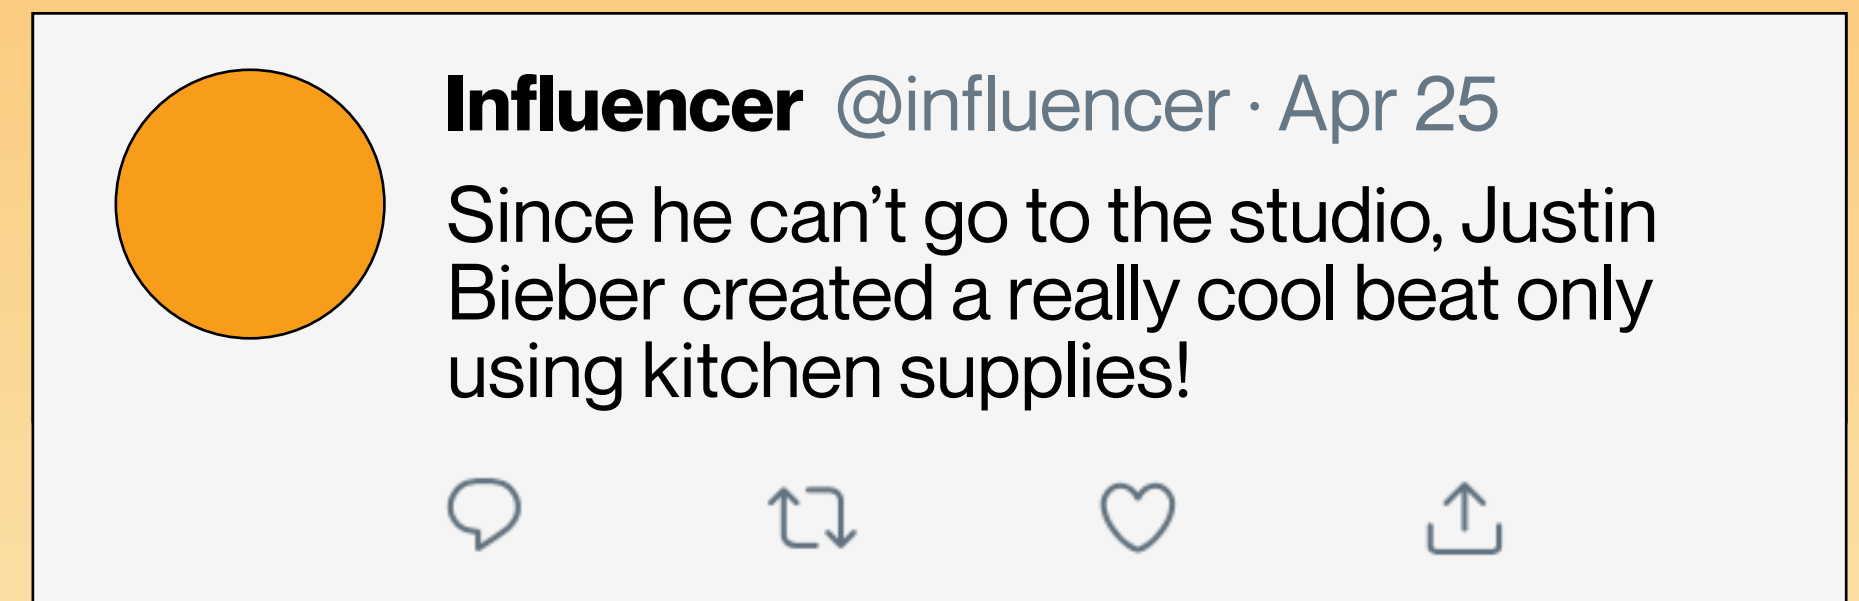 Influencer @influencer · Apr 25
Since he can’t go to the studio, Justin
Bieber created a really cool beat only
using kitchen supplies!